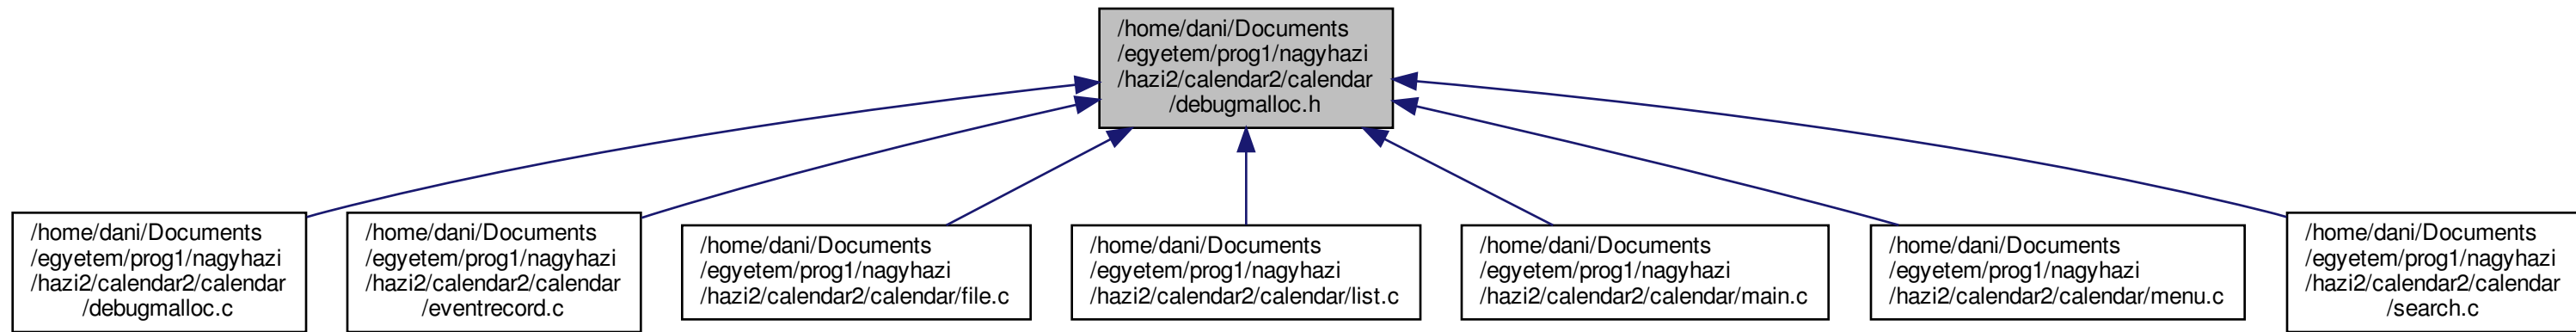 /home/dani/Documents
/egyetem/prog1/nagyhazi
/hazi2/calendar2/calendar
/debugmalloc.h
/home/dani/Documents
/egyetem/prog1/nagyhazi
/hazi2/calendar2/calendar
/debugmalloc.c
/home/dani/Documents
/egyetem/prog1/nagyhazi
/hazi2/calendar2/calendar
/eventrecord.c
/home/dani/Documents
/egyetem/prog1/nagyhazi
/hazi2/calendar2/calendar/file.c
/home/dani/Documents
/egyetem/prog1/nagyhazi
/hazi2/calendar2/calendar/list.c
/home/dani/Documents
/egyetem/prog1/nagyhazi
/hazi2/calendar2/calendar/main.c
/home/dani/Documents
/egyetem/prog1/nagyhazi
/hazi2/calendar2/calendar/menu.c
/home/dani/Documents
/egyetem/prog1/nagyhazi
/hazi2/calendar2/calendar
/search.c